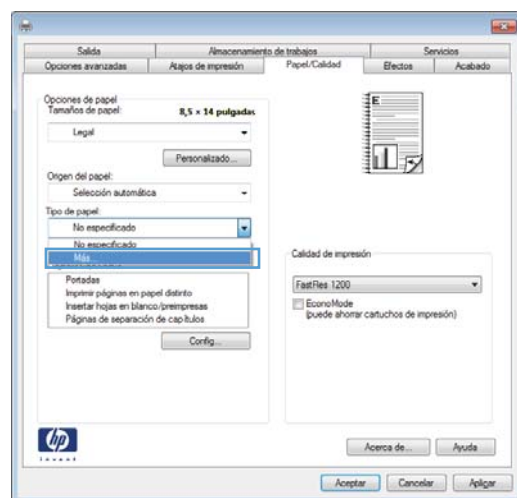 Salida Almacenamiento de trabajos Servicios
Opciones avanzadas Atajos de impresión Papel/Calidad Efectos Acabado
Opciones de papel
Tamaños de papel: 8,5 × 14 pulgadas
Legal
Personalizado...
Origen del papel:
Selección automática
Tipo de papel:
No especificado
No especificado
Más...
Portadas
Imprimir páginas en papel distinto
Insertar hojas en blanco/preimpresas
Páginas de separación de capítulos
Config...
E
Calidad de impresión
FastRes 1200
EconoMode
(puede ahorrar cartuchos de impresión)
hp
invent
Acerca de... Ayuda
Aceptar Cancelar Aplicar